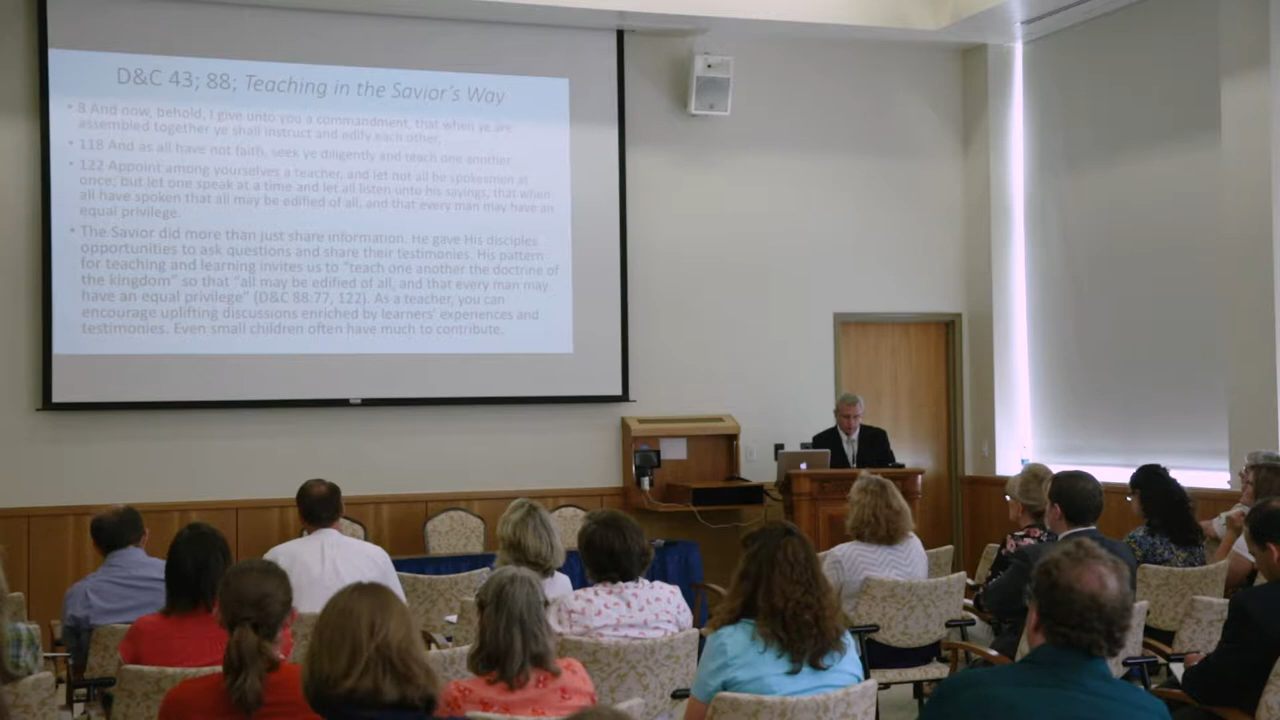 D&C 43; 88; Teaching in the Savior's Way
• 8 And now, behold, I give unto you a commandment, that when ye are
assembled together ye shall instruct and edify each other,
• 118 And as all have not faith, seek ye diligently and teach one another
• 122 Appoint among yourselves a teacher, and let not all be spokesmen at
once; but let one speak at a time and let all listen unto his sayings, that when
all have spoken that all may be edified of all, and that every man may have an
equal privilege.
• The Savior did more than just share information. He gave His disciples
opportunities to ask questions and share their testimonies. His pattern
for teaching and learning invites us to "teach one another the doctrine of
the kingdom" so that "all may be edified of all, and that every man may
have an equal privilege" (D&C 88:77, 122). As a teacher, you can
encourage uplifting discussions enriched by learners' experiences and
testimonies. Even small children often have much to contribute.